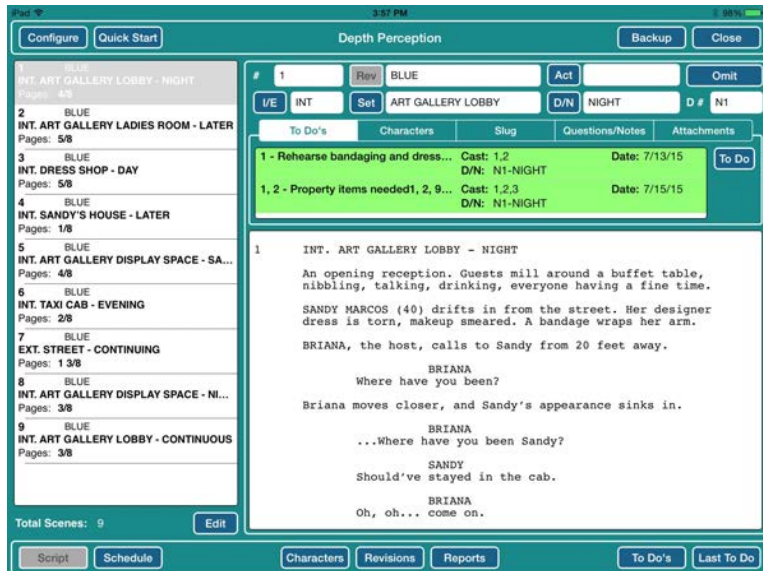 iPad 3:57 PM 98%
Configure Quick Start Depth Perception Backup Close
1 BLUE
INT. ART GALLERY LOBBY - NIGHT
Pages: 4/8
2 BLUE
INT. ART GALLERY LADIES ROOM - LATER
Pages: 5/8
3 BLUE
INT. DRESS SHOP - DAY
Pages: 5/8
4 BLUE
INT. SANDY'S HOUSE - LATER
Pages: 1/8
5 BLUE
INT. ART GALLERY DISPLAY SPACE - SA...
Pages: 4/8
6 BLUE
INT. TAXI CAB - EVENING
Pages: 2/8
7 BLUE
EXT. STREET - CONTINUING
Pages: 1 3/8
8 BLUE
INT. ART GALLERY DISPLAY SPACE - NI...
Pages: 3/8
9 BLUE
INT. ART GALLERY LOBBY - CONTINUOUS
Pages: 3/8
Total Scenes: 9 Edit
# 1 Rev BLUE Act Omit
I/E INT Set ART GALLERY LOBBY D/N NIGHT D # N1
To Do's Characters Slug Questions/Notes Attachments
1 - Rehearse bandaging and dress... Cast: 1,2 Date: 7/13/15 To Do
D/N: N1-NIGHT
1, 2 - Property items needed1, 2, 9... Cast: 1,2,3 Date: 7/15/15
D/N: N1-NIGHT
1 INT. ART GALLERY LOBBY - NIGHT
An opening reception. Guests mill around a buffet table,
nibbling, talking, drinking, everyone having a fine time.
SANDY MARCOS (40) drifts in from the street. Her designer
dress is torn, makeup smeared. A bandage wraps her arm.
BRIANA, the host, calls to Sandy from 20 feet away.
BRIANA
Where have you been?
Briana moves closer, and Sandy's appearance sinks in.
BRIANA
...Where have you been Sandy?
SANDY
Should've stayed in the cab.
BRIANA
Oh, oh... come on.
Script Schedule Characters Revisions Reports To Do's Last To Do